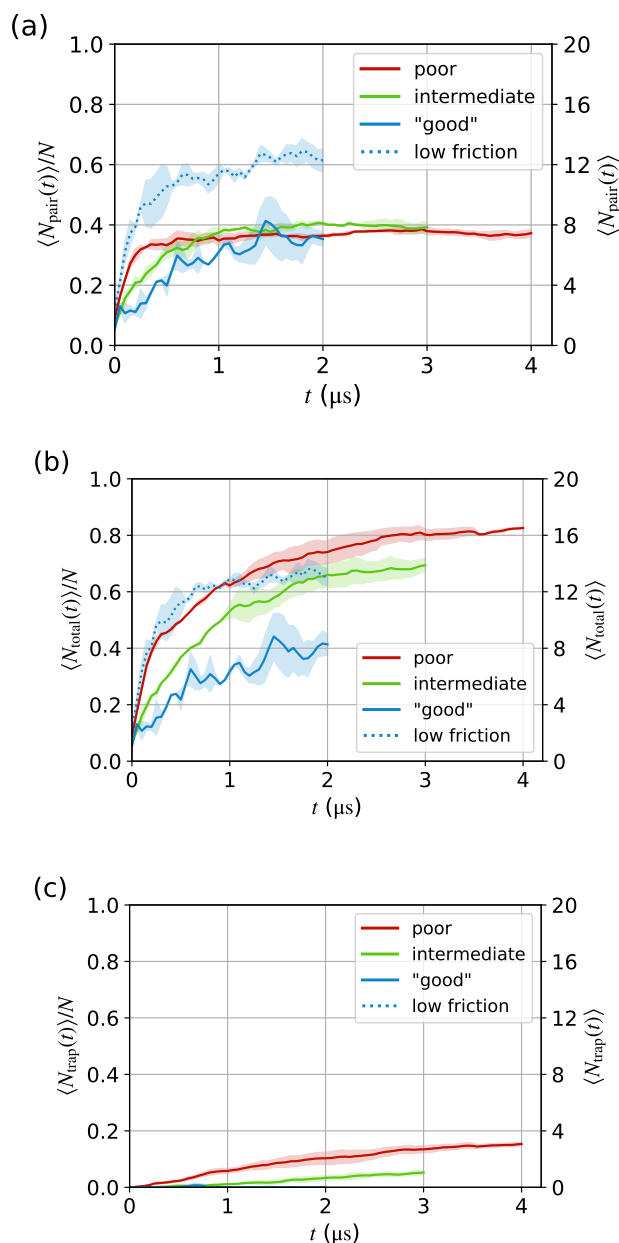 (a)
1.0
0.8
0.6
0.4
0.2
0.0
⟨N_pair(t)⟩/N
20
16
12
8
4
0
⟨N_pair(t)⟩
poor
intermediate
"good"
low friction
0 1 2 3 4
t (μs)
(b)
1.0
0.8
0.6
0.4
0.2
0.0
⟨N_total(t)⟩/N
20
16
12
8
4
0
⟨N_total(t)⟩
poor
intermediate
"good"
low friction
0 1 2 3 4
t (μs)
(c)
1.0
0.8
0.6
0.4
0.2
0.0
⟨N_trap(t)⟩/N
20
16
12
8
4
0
⟨N_trap(t)⟩
poor
intermediate
"good"
low friction
0 1 2 3 4
t (μs)